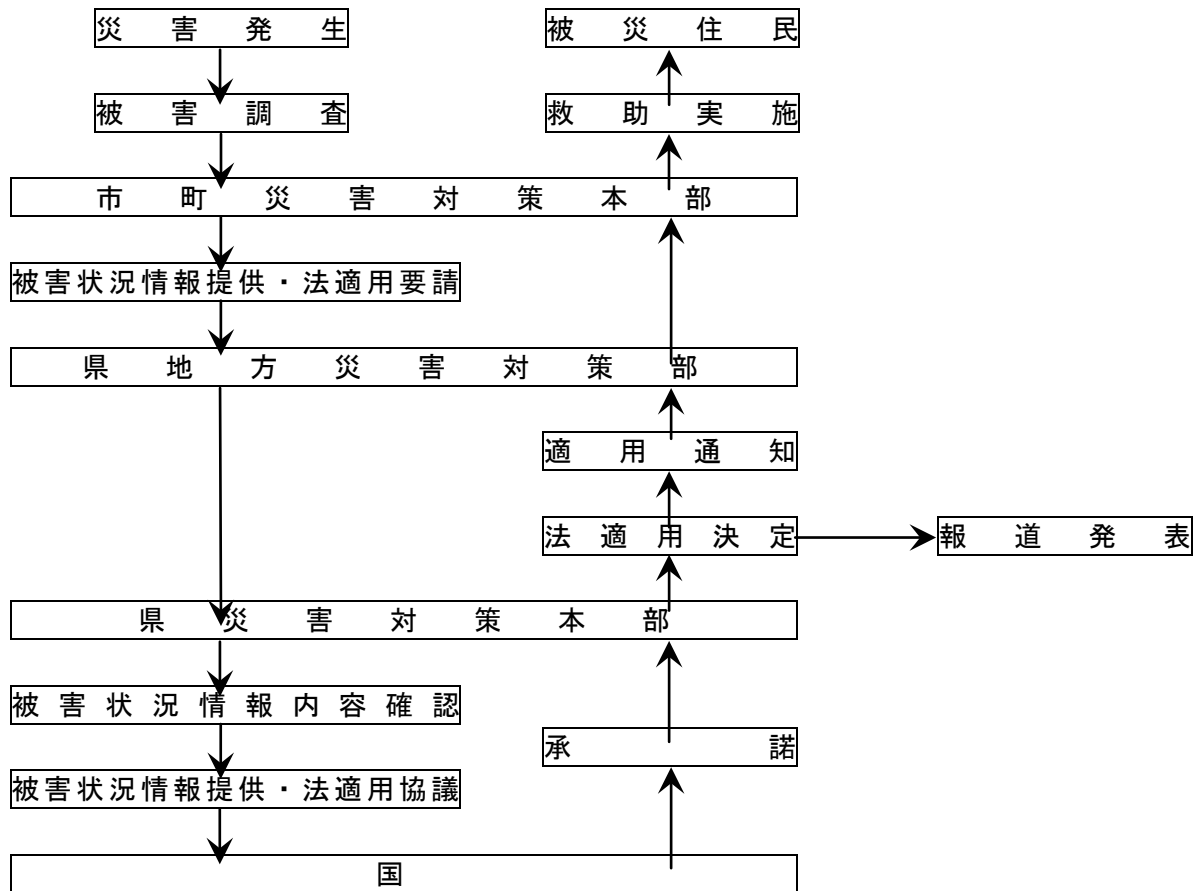 災害発生
被災住民
被害調査
救助実施
市町災害対策本部
被害状況情報提供・法適用要請
県地方災害対策部
適用通知
法適用決定
報道発表
県災害対策本部
被害状況情報内容確認
承諾
被害状況情報提供・法適用協議
国